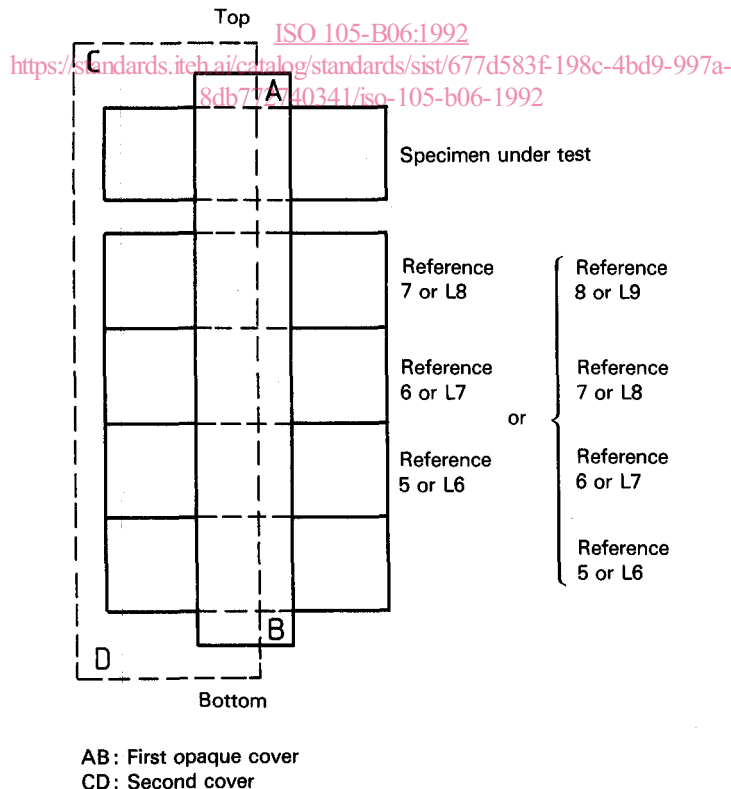 Top
ISO 105-B06:1992
https://standards.iteh.ai/catalog/standards/sist/677d583f-198c-4bd9-997a-
8db772740341/iso-105-b06-1992
C
A
Specimen under test
Reference
7 or L8
Reference
8 or L9
Reference
6 or L7
Reference
7 or L8
or
Reference
5 or L6
Reference
6 or L7
Reference
5 or L6
B
D
Bottom
AB: First opaque cover
CD: Second cover